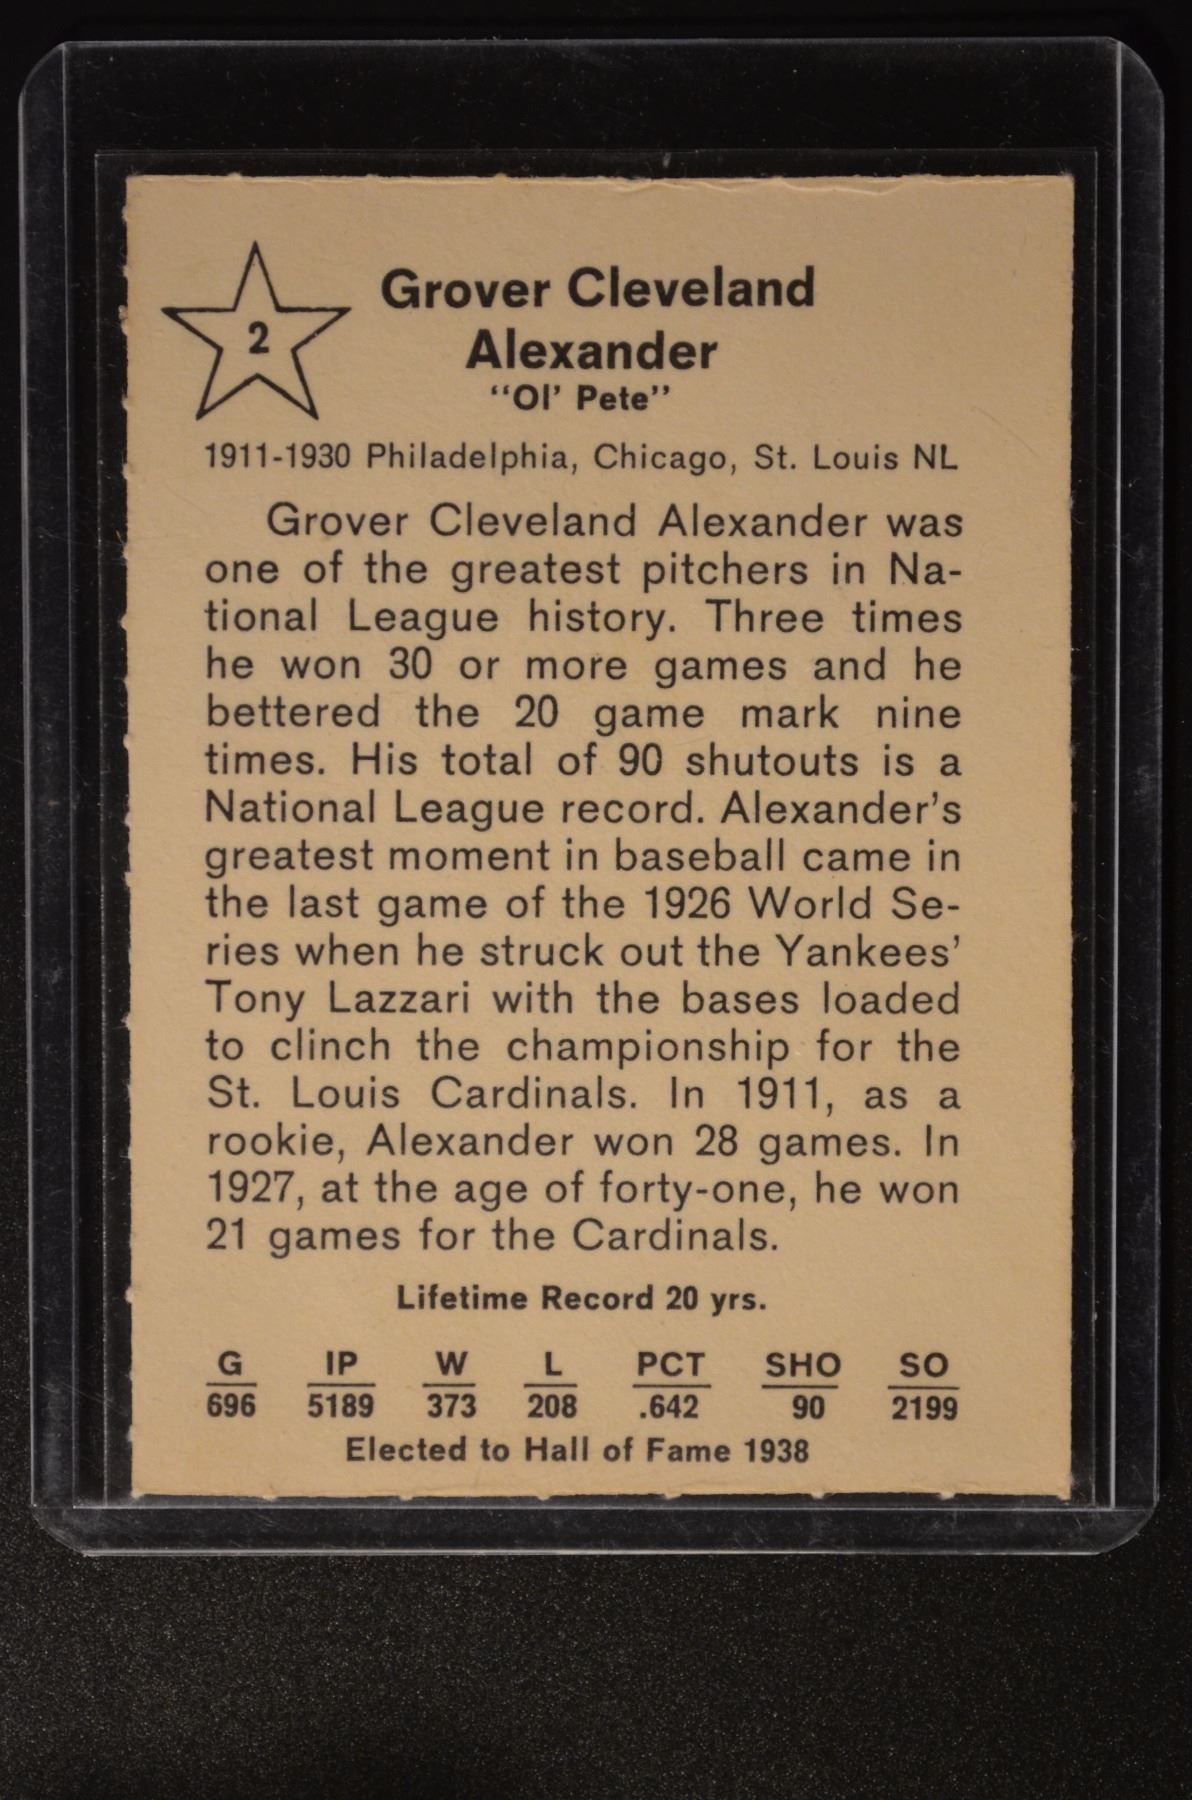 2
Grover Cleveland
Alexander
"Ol' Pete"
1911-1930 Philadelphia, Chicago, St. Louis NL
Grover Cleveland Alexander was
one of the greatest pitchers in Na-
tional League history. Three times
he won 30 or more games and he
bettered the 20 game mark nine
times. His total of 90 shutouts is a
National League record. Alexander's
greatest moment in baseball came in
the last game of the 1926 World Se-
ries when he struck out the Yankees'
Tony Lazzari with the bases loaded
to clinch the championship for the
St. Louis Cardinals. In 1911, as a
rookie, Alexander won 28 games. In
1927, at the age of forty-one, he won
21 games for the Cardinals.
Lifetime Record 20 yrs.
G IP W L PCT SHO SO
696 5189 373 208 .642 90 2199
Elected to Hall of Fame 1938